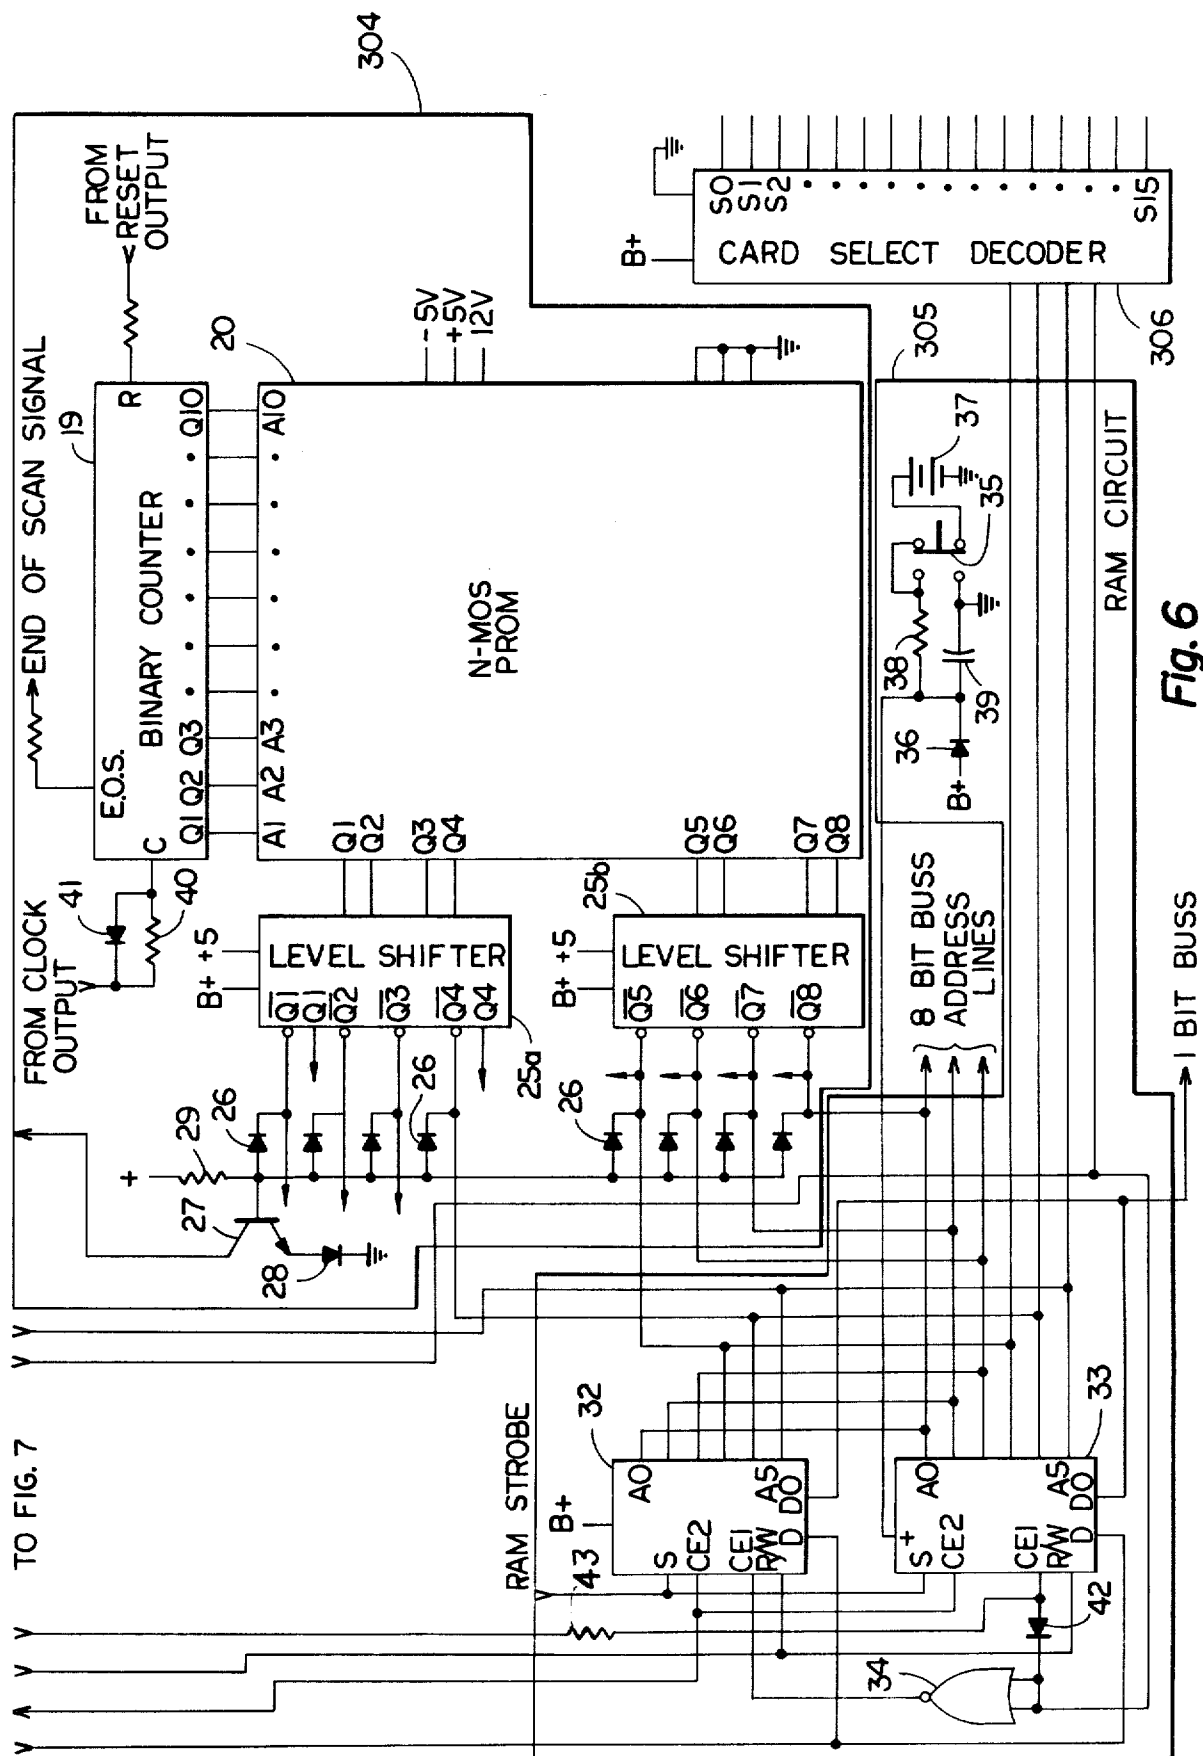 FROM CLOCK
OUTPUT
41
40
C
E.O.S.
END OF SCAN SIGNAL
19
BINARY COUNTER
R
FROM
RESET
OUTPUT
Q1 Q2 Q3 Q10
A1 A2 A3 A10
20
304
N-MOS
PROM
-5V
+5V
12V
Q1
Q2
Q3
Q4
Q5
Q6
Q7
Q8
B+ +5
LEVEL SHIFTER
Q1
Q1
Q2
Q3
Q4
Q4
25a
25b
B+ +5
LEVEL SHIFTER
Q5
Q6
Q7
Q8
+
29
26
26
26
27
28
TO FIG. 7
RAM STROBE
43
B+
32
S
CE2
CE1
R/W
D
A0
A5
DO
33
S
+
CE2
CE1
R/W
D
A0
A5
DO
34
42
8 BIT BUSS
ADDRESS
LINES
1 BIT BUSS
B+
36
38
39
35
37
305
RAM CIRCUIT
B+
CARD SELECT DECODER
S0
S1
S2
S15
306
Fig. 6